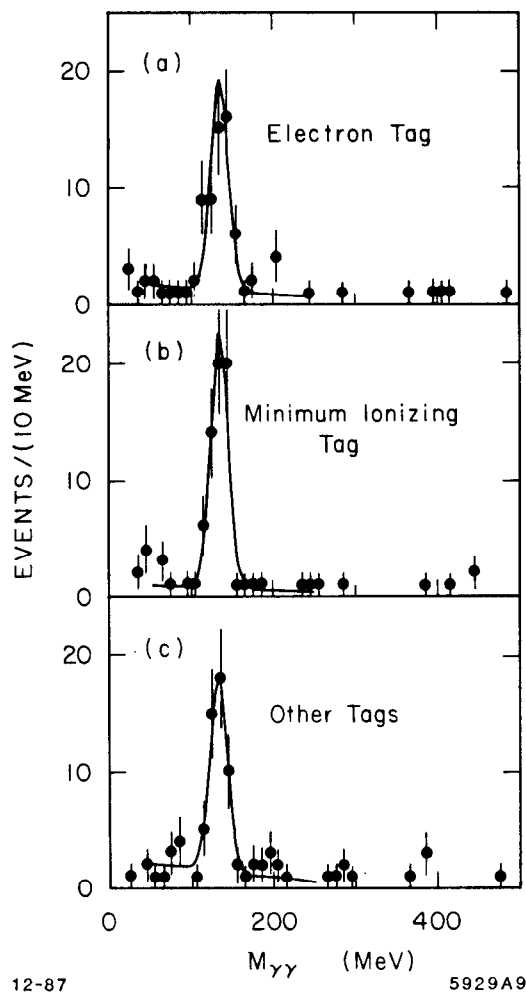 20
(a)
Electron Tag
10
0
(b)
20
Minimum Ionizing
Tag
10
0
(c)
20
Other Tags
10
0
EVENTS/(10 MeV)
0 200 400
Mγγ (MeV)
12-87 5929A9